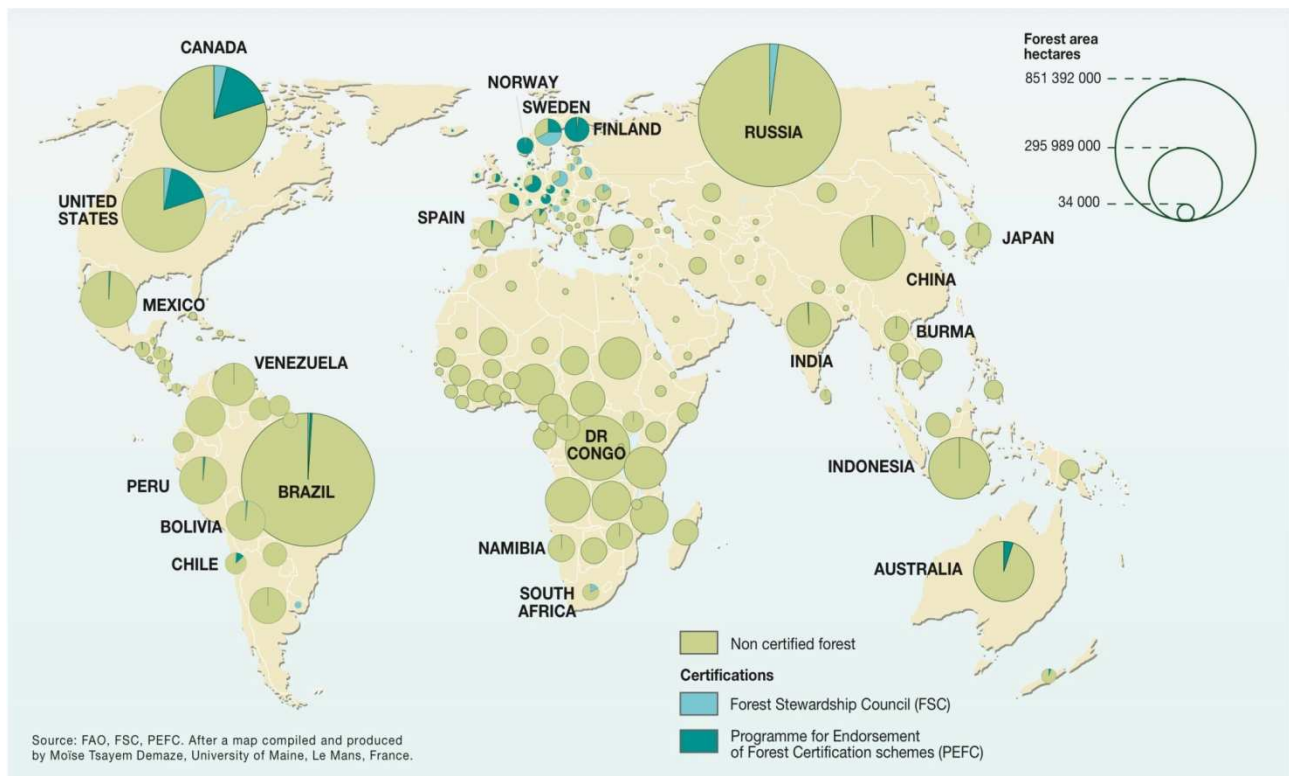 CANADA
NORWAY
SWEDEN
FINLAND
RUSSIA
Forest area
hectares
851 392 000
295 989 000
34 000
UNITED
STATES
SPAIN
JAPAN
CHINA
MEXICO
BURMA
INDIA
VENEZUELA
DR
CONGO
INDONESIA
PERU
BRAZIL
BOLIVIA
NAMIBIA
CHILE
AUSTRALIA
SOUTH
AFRICA
Non certified forest
Certifications
Forest Stewardship Council (FSC)
Programme for Endorsement
of Forest Certification schemes (PEFC)
Source: FAO, FSC, PEFC. After a map compiled and produced
by Moïse Tsayem Demaze, University of Maine, Le Mans, France.